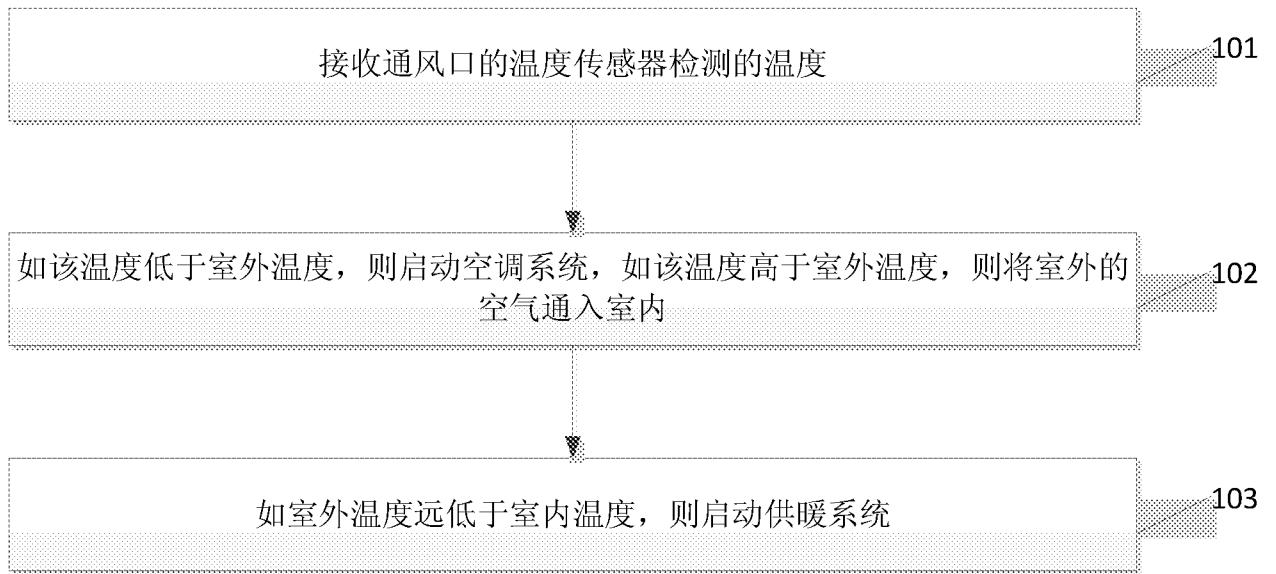 接收通风口的温度传感器检测的温度
101
如该温度低于室外温度，则启动空调系统，如该温度高于室外温度，则将室外的
空气通入室内
102
如室外温度远低于室内温度，则启动供暖系统
103